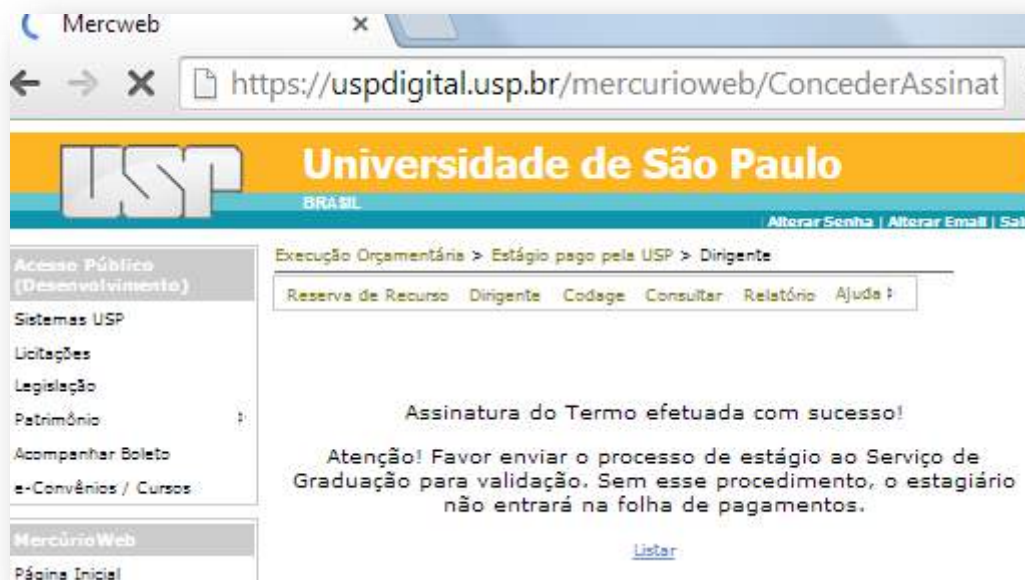 Mercweb
https://uspdigital.usp.br/mercurioweb/ConcederAssinat
USP
Universidade de São Paulo
BRASIL
Alterar Senha | Alterar Email | Sai
Acesso Público
(Desenvolvimento)
Sistemas USP
Licitações
Legislação
Patrimônio
Acompanhar Boleto
e-Convênios / Cursos
MercúrioWeb
Página Inicial
Execução Orçamentária > Estágio pago pela USP > Dirigente
Reserva de Recurso Dirigente Codage Consultar Relatório Ajuda
Assinatura do Termo efetuada com sucesso!
Atenção! Favor enviar o processo de estágio ao Serviço de
Graduação para validação. Sem esse procedimento, o estagiário
não entrará na folha de pagamentos.
Listar